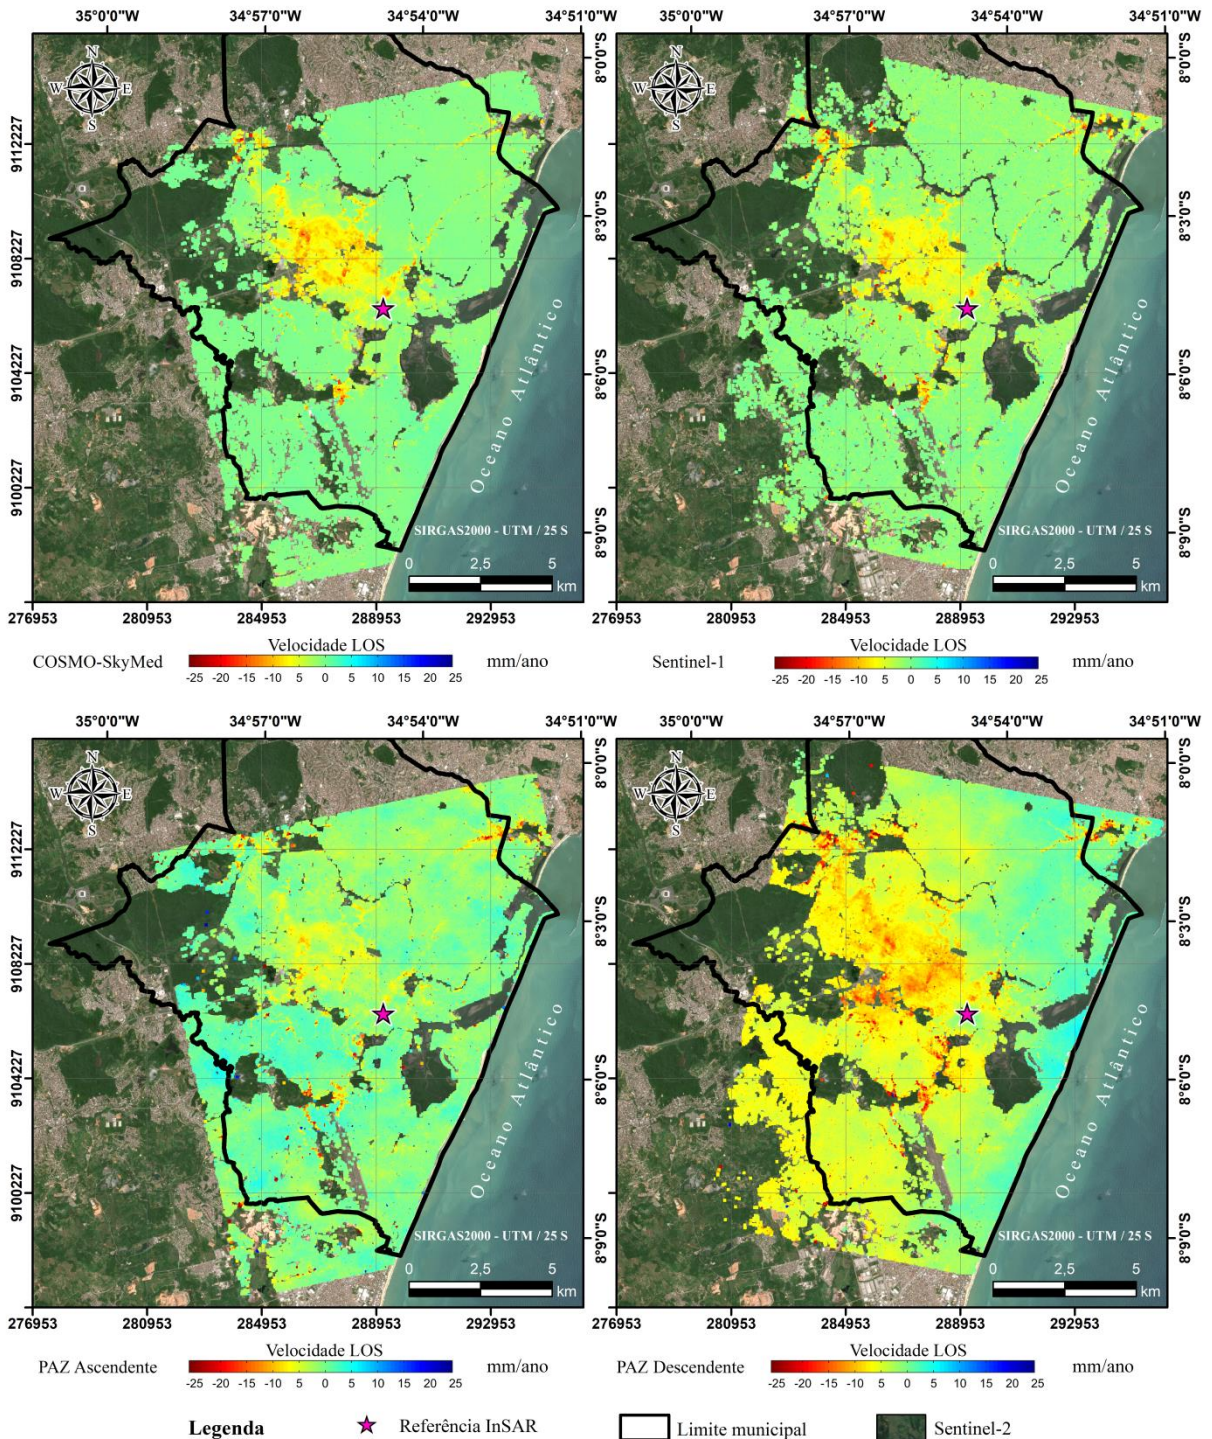 35°0'0"W 34°57'0"W 34°54'0"W 34°51'0"W 35°0'0"W 34°57'0"W 34°54'0"W 34°51'0"W
N
W E
S
N
W E
S
9112227
9108227
9104227
9100227
8°0'0"S
8°3'0"S
8°6'0"S
8°9'0"S
9112227
9108227
9104227
9100227
8°0'0"S
8°3'0"S
8°6'0"S
8°9'0"S
Oceano Atlântico
Oceano Atlântico
SIRGAS2000 - UTM / 25 S
SIRGAS2000 - UTM / 25 S
0 2,5 5
km
0 2,5 5
km
276953 280953 284953 288953 292953 276953 280953 284953 288953 292953
Velocidade LOS
COSMO-SkyMed mm/ano
-25 -20 -15 -10 -5 0 5 10 15 20 25
Velocidade LOS
Sentinel-1 mm/ano
-25 -20 -15 -10 -5 0 5 10 15 20 25
35°0'0"W 34°57'0"W 34°54'0"W 34°51'0"W 35°0'0"W 34°57'0"W 34°54'0"W 34°51'0"W
N
W E
S
N
W E
S
9112227
9108227
9104227
9100227
8°0'0"S
8°3'0"S
8°6'0"S
8°9'0"S
9112227
9108227
9104227
9100227
8°0'0"S
8°3'0"S
8°6'0"S
8°9'0"S
Oceano Atlântico
Oceano Atlântico
SIRGAS2000 - UTM / 25 S
SIRGAS2000 - UTM / 25 S
0 2,5 5
km
0 2,5 5
km
276953 280953 284953 288953 292953 276953 280953 284953 288953 292953
Velocidade LOS
PAZ Ascendente mm/ano
-25 -20 -15 -10 -5 0 5 10 15 20 25
Velocidade LOS
PAZ Descendente mm/ano
-25 -20 -15 -10 -5 0 5 10 15 20 25
Legenda Referência InSAR Limite municipal Sentinel-2